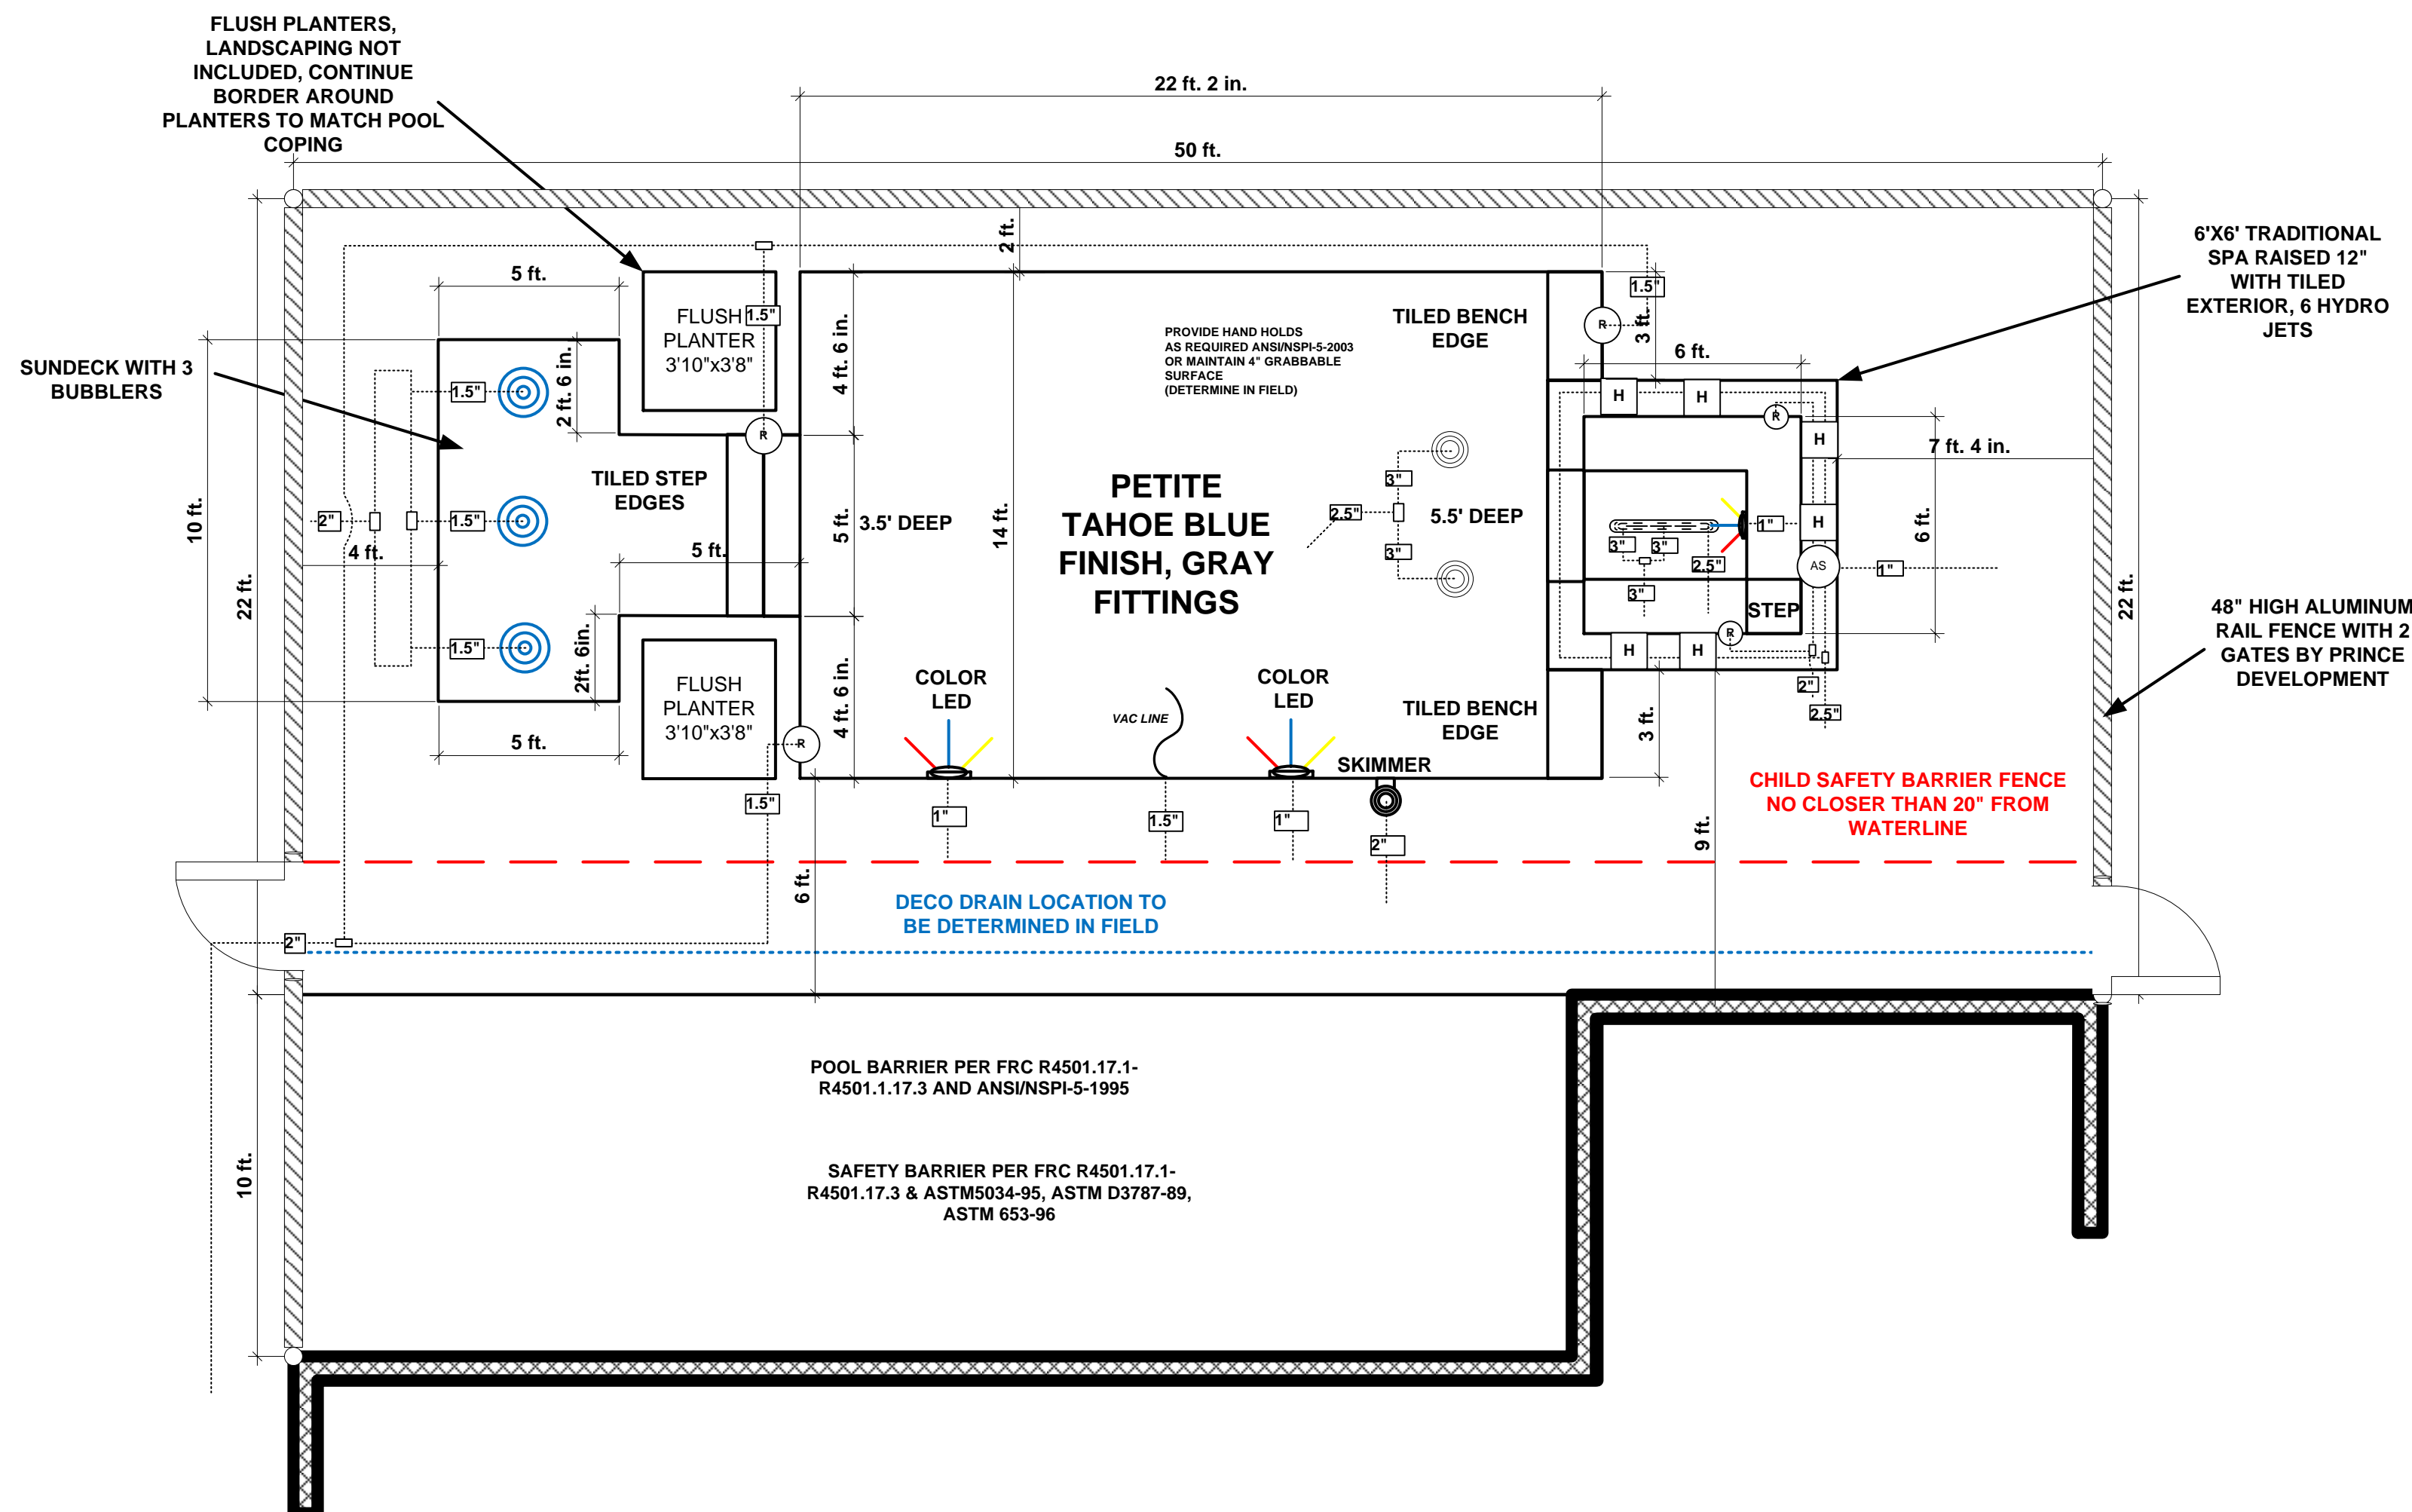 FLUSH PLANTERS,
LANDSCAPING NOT
INCLUDED, CONTINUE
BORDER AROUND
PLANTERS TO MATCH POOL
COPING
22 ft. 2 in.
50 ft.
2 ft.
6'X6' TRADITIONAL
SPA RAISED 12"
WITH TILED
EXTERIOR, 6 HYDRO
JETS
SUNDECK WITH 3
BUBBLERS
5 ft.
FLUSH
PLANTER
3'10"x3'8"
1.5"
4 ft. 6 in.
PROVIDE HAND HOLDS
AS REQUIRED ANSI/NSPI-5-2003
OR MAINTAIN 4" GRABBABLE
SURFACE
(DETERMINE IN FIELD)
TILED BENCH
EDGE
R
1.5"
3 ft.
6 ft.
2 ft. 6 in.
1.5"
H
H
R
H
7 ft. 4 in.
R
10 ft.
22 ft.
TILED STEP
EDGES
2"
1.5"
4 ft.
5 ft.
5 ft.
3.5' DEEP
14 ft.
PETITE
TAHOE BLUE
FINISH, GRAY
FITTINGS
3"
2.5"
3"
5.5' DEEP
3"
3"
2.5"
3"
1"
H
AS
1"
6 ft.
22 ft.
STEP
R
H
H
2"
2.5"
48" HIGH ALUMINUM
RAIL FENCE WITH 2
GATES BY PRINCE
DEVELOPMENT
1.5"
2ft. 6in.
5 ft.
FLUSH
PLANTER
3'10"x3'8"
4 ft. 6 in.
R
1.5"
COLOR
LED
1"
VAC LINE
1.5"
COLOR
LED
1"
SKIMMER
2"
TILED BENCH
EDGE
3 ft.
CHILD SAFETY BARRIER FENCE
NO CLOSER THAN 20" FROM
WATERLINE
9 ft.
6 ft.
DECO DRAIN LOCATION TO
BE DETERMINED IN FIELD
2"
10 ft.
POOL BARRIER PER FRC R4501.17.1-
R4501.1.17.3 AND ANSI/NSPI-5-1995
SAFETY BARRIER PER FRC R4501.17.1-
R4501.17.3 & ASTM5034-95, ASTM D3787-89,
ASTM 653-96